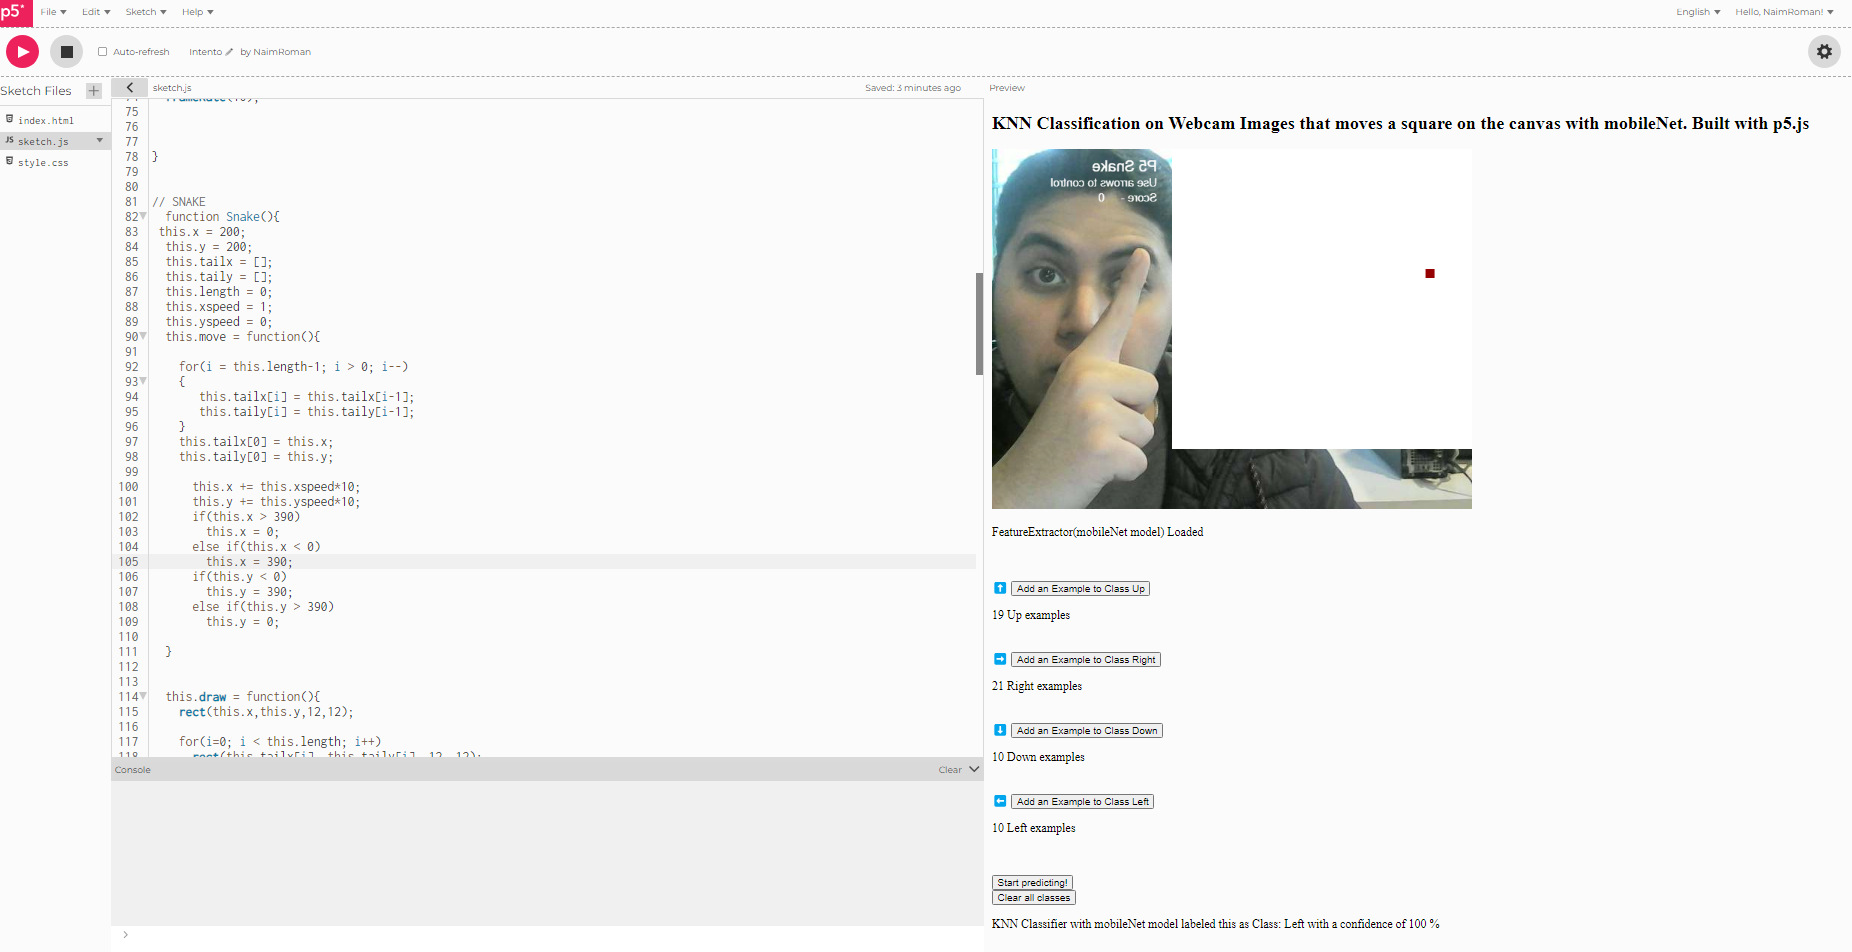 p5*
File Edit Sketch Help
English Hello, NaimRoman!
Auto-refresh Intento by NaimRoman
Sketch Files
index.html
JS sketch.js
style.css
sketch.js Saved: 3 minutes ago
75
76
77
78 }
79
80
81 // SNAKE
82 function Snake(){
83 this.x = 200;
84 this.y = 200;
85 this.tailx = [];
86 this.taily = [];
87 this.length = 0;
88 this.xspeed = 1;
89 this.yspeed = 0;
90 this.move = function(){
91
92 for(i = this.length-1; i > 0; i--)
93 {
94 this.tailx[i] = this.tailx[i-1];
95 this.taily[i] = this.taily[i-1];
96 }
97 this.tailx[0] = this.x;
98 this.taily[0] = this.y;
99
100 this.x += this.xspeed*10;
101 this.y += this.yspeed*10;
102 if(this.x > 390)
103 this.x = 0;
104 else if(this.x < 0)
105 this.x = 390;
106 if(this.y < 0)
107 this.y = 390;
108 else if(this.y > 390)
109 this.y = 0;
110
111 }
112
113
114 this.draw = function(){
115 rect(this.x,this.y,12,12);
116
117 for(i=0; i < this.length; i++)
118 rect(this.tailx[i], this.taily[i], 12, 12);
Console Clear
>
Preview
KNN Classification on Webcam Images that moves a square on the canvas with mobileNet. Built with p5.js
P5 Snake
Use arrows to control
Score - 0
FeatureExtractor(mobileNet model) Loaded
Add an Example to Class Up
19 Up examples
Add an Example to Class Right
21 Right examples
Add an Example to Class Down
10 Down examples
Add an Example to Class Left
10 Left examples
Start predicting!
Clear all classes
KNN Classifier with mobileNet model labeled this as Class: Left with a confidence of 100 %